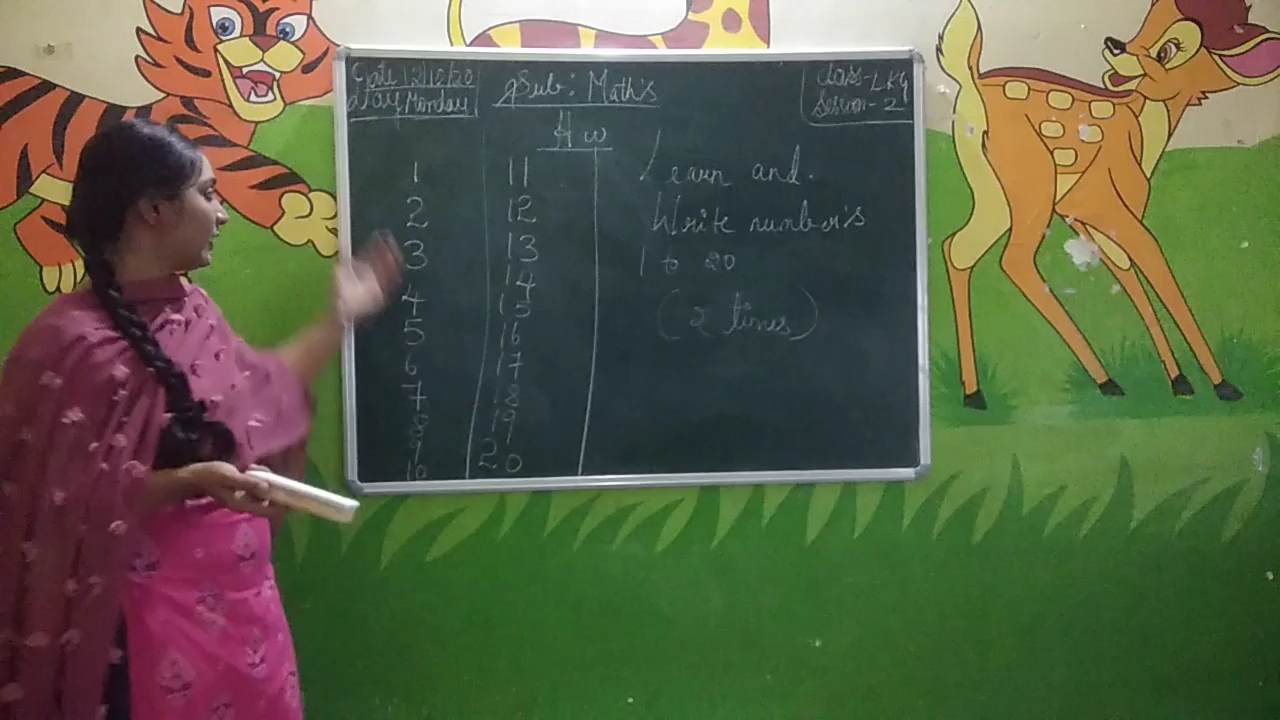 Date 12/10/20
Day Monday
Sub: Math's
Class-LKG
Session-2
H w
1 11
2 12
3 13
4 14
5 15
6 16
7 17
8 18
9 19
10 20
Learn and.
Write number's
1 to 20
(2 times)